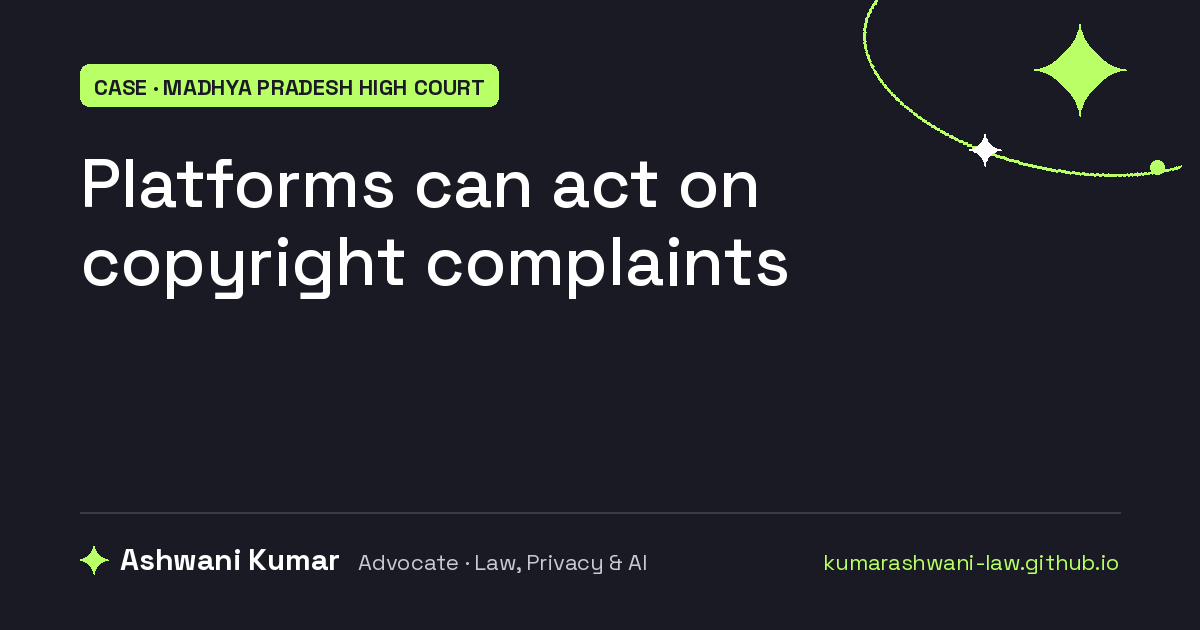 CASE · MADHYA PRADESH HIGH COURT
Platforms can act on
copyright complaints
Ashwani Kumar Advocate · Law, Privacy & AI kumarashwani-law.github.io